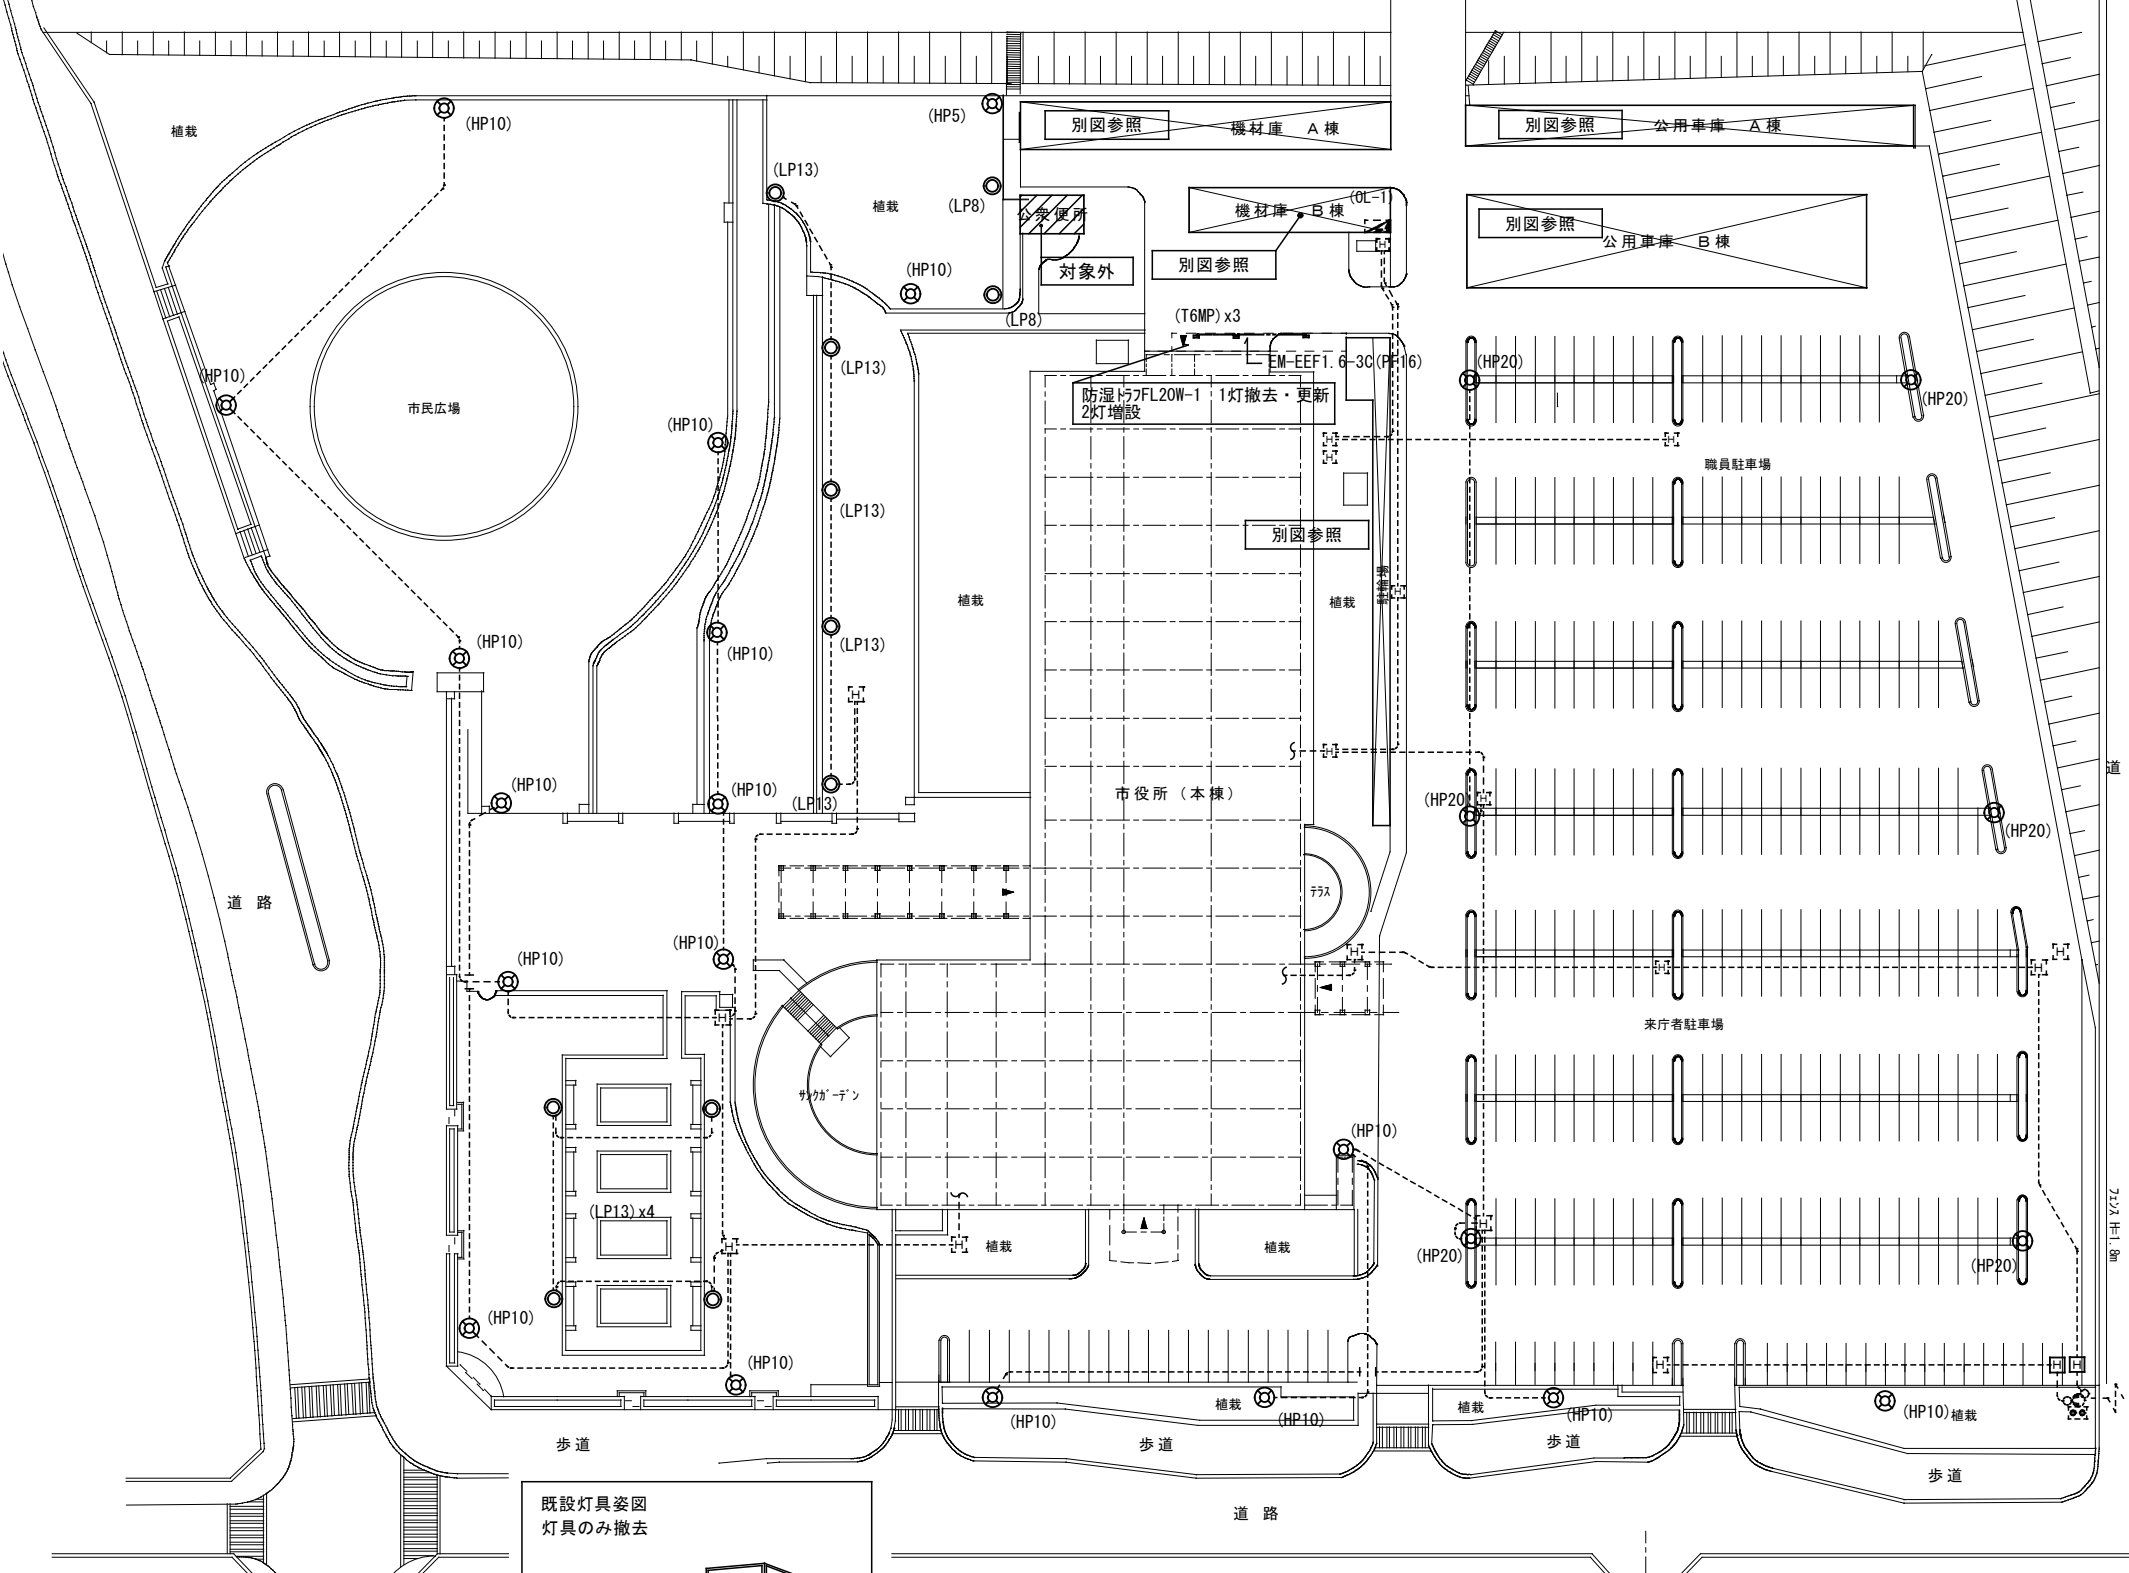 植栽
(HP10)
(HP5)
別図参照
機材庫　A棟
別図参照
公用車庫　A棟
(LP13)
植栽
(LP8)
公衆便所
機材庫　B棟
(OL-1)
別図参照
公用車庫　B棟
(HP10)
対象外
別図参照
(LP8)
(T6MP)x3
EM-EEF1.6-3C(PF16)
(HP20)
(LP13)
(HP10)
市民広場
防湿ﾄﾗﾌFL20W-1　1灯撤去・更新
2灯増設
(HP20)
(HP10)
職員駐車場
(LP13)
別図参照
駐輪場
植栽
植栽
(HP10)
(HP10)
(LP13)
道
(HP10)
(HP10)
(LP13)
市役所（本棟）
(HP20)
(HP20)
道 路
ﾃﾗｽ
(HP10)
(HP10)
来庁者駐車場
ｻﾝｸｶﾞｰﾃﾞﾝ
(HP10)
(LP13)x4
植栽
植栽
(HP20)
(HP20)
ﾌｪﾝｽ H=1.8m
(HP10)
(HP10)
(HP10)
植栽
(HP10)
植栽
(HP10)
(HP10)
植栽
歩道
歩道
歩道
歩道
既設灯具姿図
灯具のみ撤去
道 路